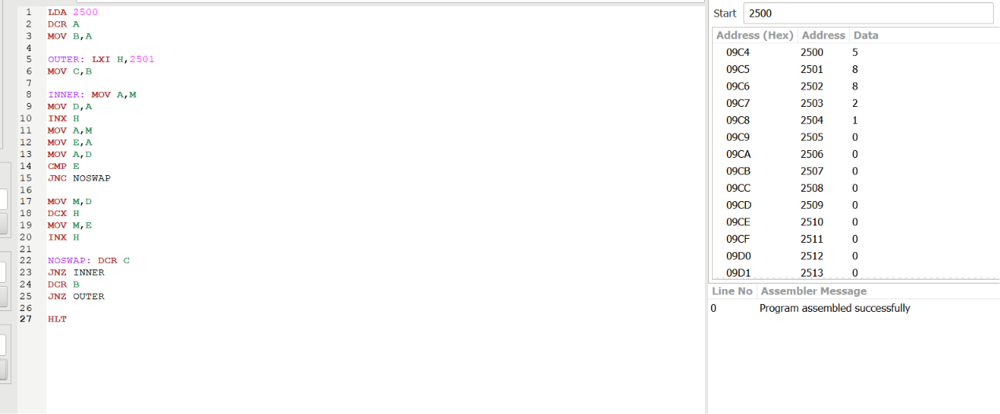 1 LDA 2500
2 DCR A
3 MOV B,A
4
5 OUTER: LXI H,2501
6 MOV C,B
7
8 INNER: MOV A,M
9 MOV D,A
10 INX H
11 MOV A,M
12 MOV E,A
13 MOV A,D
14 CMP E
15 JNC NOSWAP
16
17 MOV M,D
18 DCX H
19 MOV M,E
20 INX H
21
22 NOSWAP: DCR C
23 JNZ INNER
24 DCR B
25 JNZ OUTER
26
27 HLT
Start 2500
Address (Hex) Address Data
09C4 2500 5
09C5 2501 8
09C6 2502 8
09C7 2503 2
09C8 2504 1
09C9 2505 0
09CA 2506 0
09CB 2507 0
09CC 2508 0
09CD 2509 0
09CE 2510 0
09CF 2511 0
09D0 2512 0
09D1 2513 0
Line No Assembler Message
0 Program assembled successfully